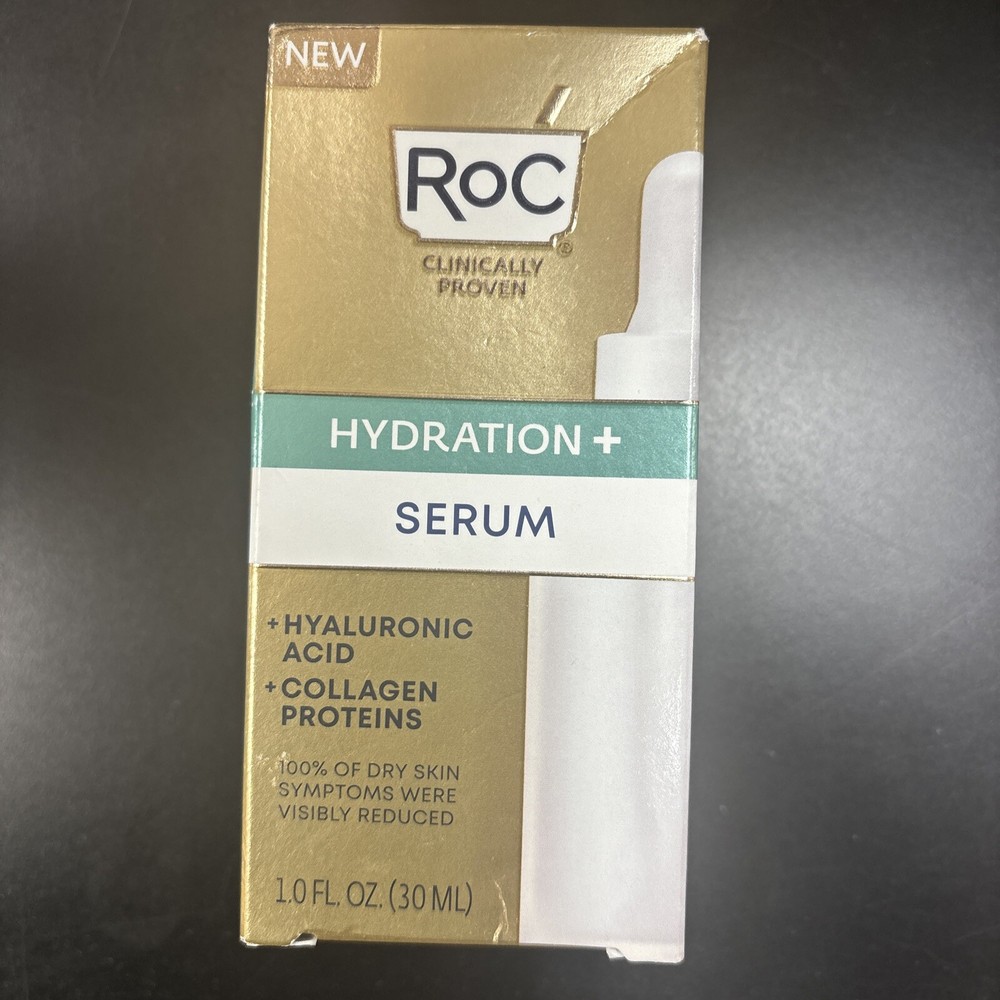 NEW
RoC®
CLINICALLY
PROVEN
HYDRATION +
SERUM
+ HYALURONIC
ACID
+ COLLAGEN
PROTEINS
100% OF DRY SKIN
SYMPTOMS WERE
VISIBLY REDUCED
1.0 FL. OZ. (30 ML)